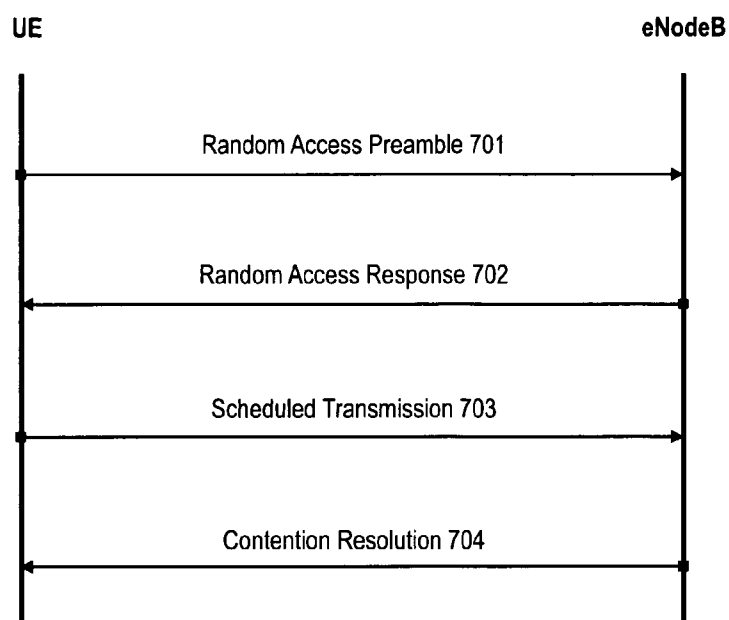 UE
eNodeB
Random Access Preamble 701
Random Access Response 702
Scheduled Transmission 703
Contention Resolution 704